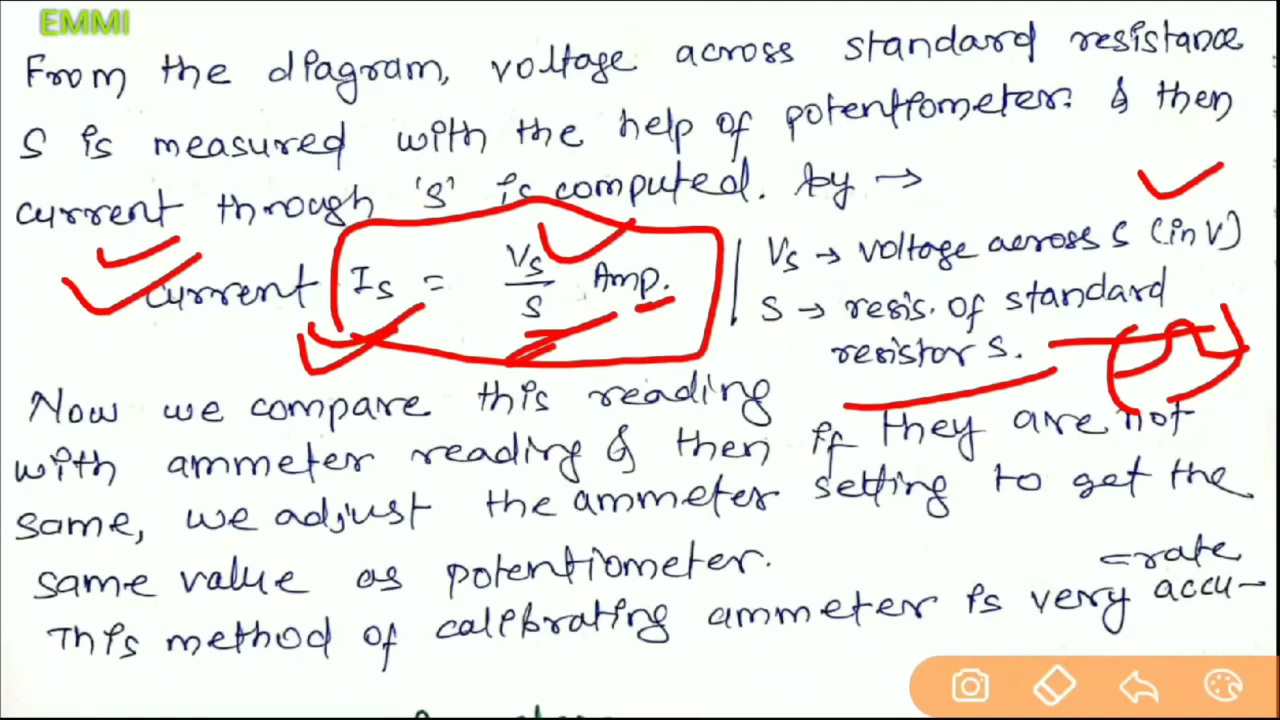 EMMI
From the diagram, voltage across standard resistance
S is measured with the help of potentiometer. & then
current through 'S' is computed. by →
Current Is = Vs/S Amp.
Vs → voltage across S (in V)
S → resis. of standard
resistor S.
Now we compare this reading
with ammeter reading & then if they are not
same, we adjust the ammeter setting to get the
same value as potentiometer.
This method of calibrating ammeter is very accu-
-rate